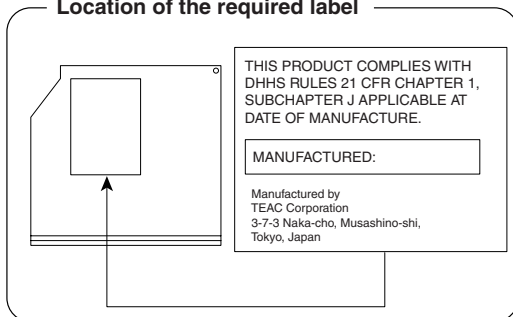 Location of the required label
THIS PRODUCT COMPLIES WITH
DHHS RULES 21 CFR CHAPTER 1,
SUBCHAPTER J APPLICABLE AT
DATE OF MANUFACTURE.
MANUFACTURED:
Manufactured by
TEAC Corporation
3-7-3 Naka-cho, Musashino-shi,
Tokyo, Japan